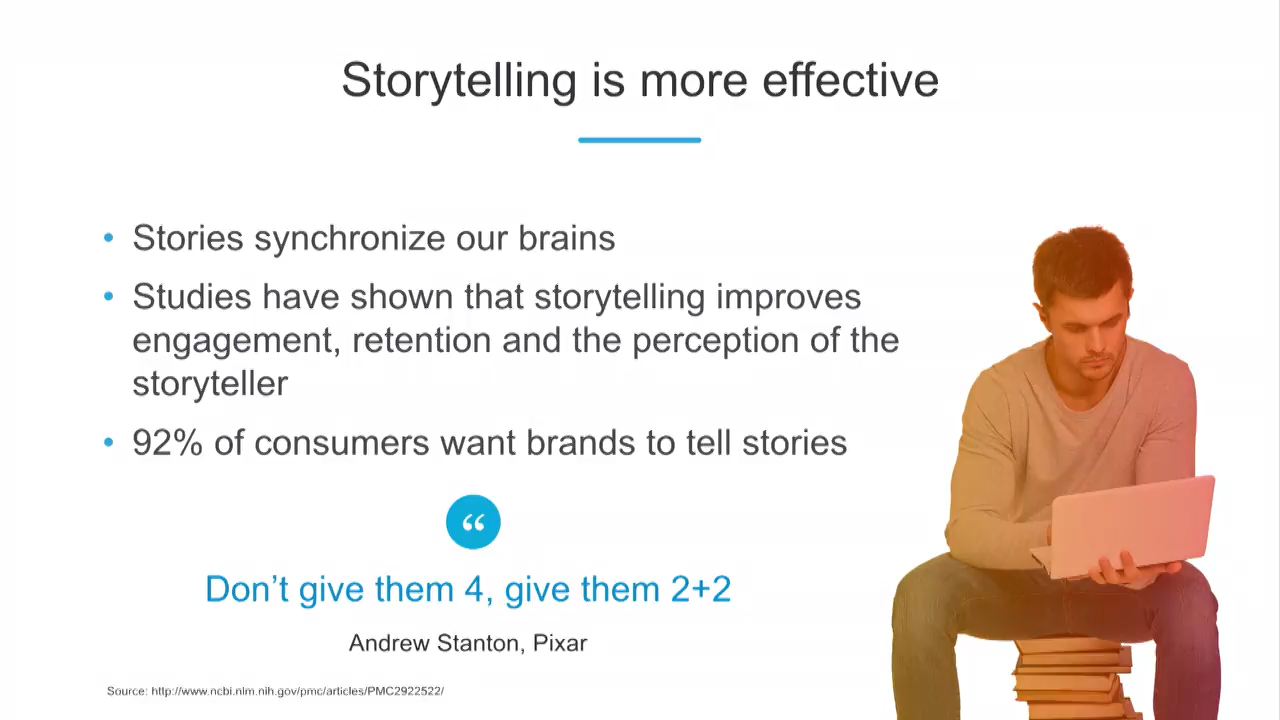 Storytelling is more effective
• Stories synchronize our brains
• Studies have shown that storytelling improves
engagement, retention and the perception of the
storyteller
• 92% of consumers want brands to tell stories
“
Don’t give them 4, give them 2+2
Andrew Stanton, Pixar
Source: http://www.ncbi.nlm.nih.gov/pmc/articles/PMC2922522/